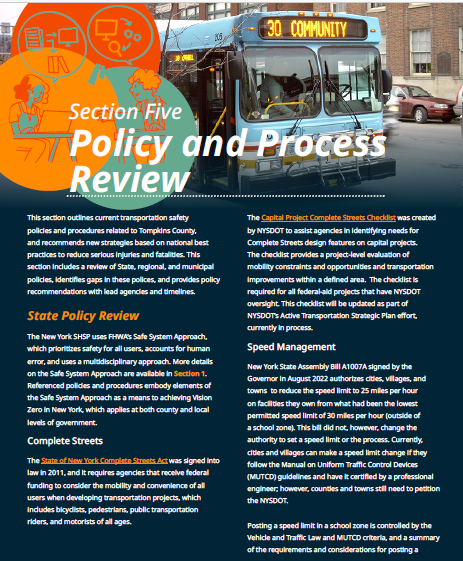 30 COMMUNITY
205
Section Five
Policy and Process
Review
This section outlines current transportation safety
policies and procedures related to Tompkins County,
and recommends new strategies based on national best
practices to reduce serious injuries and fatalities. This
section includes a review of State, regional, and municipal
policies, identifies gaps in these polices, and provides policy
recommendations with lead agencies and timelines.
State Policy Review
The New York SHSP uses FHWA's Safe System Approach,
which prioritizes safety for all users, accounts for human
error, and uses a multidisciplinary approach. More details
on the Safe System Approach are available in Section 1.
Referenced policies and procedures embody elements of
the Safe System Approach as a means to achieving Vision
Zero in New York, which applies at both county and local
levels of government.
Complete Streets
The State of New York Complete Streets Act was signed into
law in 2011, and it requires agencies that receive federal
funding to consider the mobility and convenience of all
users when developing transportation projects, which
includes bicyclists, pedestrians, public transportation
riders, and motorists of all ages.
The Capital Project Complete Streets Checklist was created
by NYSDOT to assist agencies in identifying needs for
Complete Streets design features on capital projects.
The checklist provides a project-level evaluation of
mobility constraints and opportunities and transportation
improvements within a defined area. The checklist is
required for all federal-aid projects that have NYSDOT
oversight. This checklist will be updated as part of
NYSDOT's Active Transportation Strategic Plan effort,
currently in process.
Speed Management
New York State Assembly Bill A1007A signed by the
Governor in August 2022 authorizes cities, villages, and
towns to reduce the speed limit to 25 miles per hour
on facilities they own from what had been the lowest
permitted speed limit of 30 miles per hour (outside of
a school zone). This bill did not, however, change the
authority to set a speed limit or the process. Currently,
cities and villages can make a speed limit change if they
follow the Manual on Uniform Traffic Control Devices
(MUTCD) guidelines and have it certified by a professional
engineer; however, counties and towns still need to petition
the NYSDOT.
Posting a speed limit in a school zone is controlled by the
Vehicle and Traffic Law and MUTCD criteria, and a summary
of the requirements and considerations for posting a